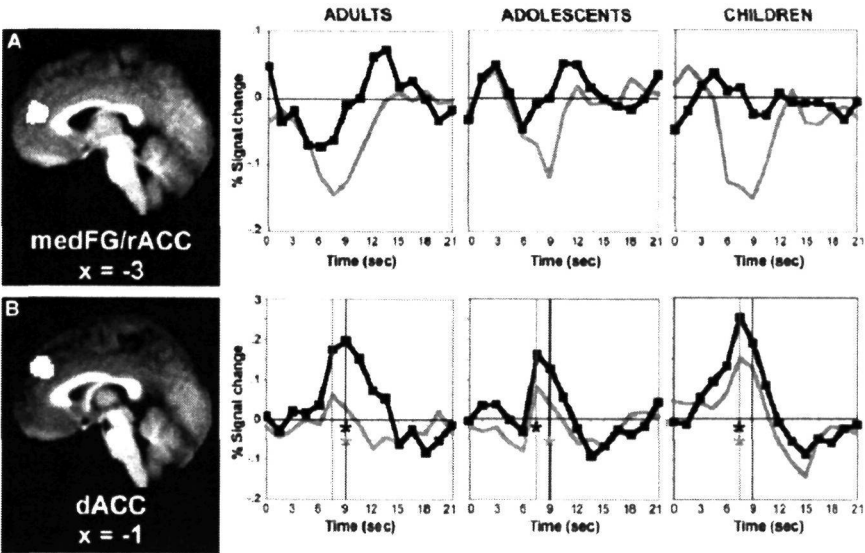 A
medFG/rACC
x = -3
ADULTS
ADOLESCENTS
CHILDREN
% Signal change
.1
0
-.1
-.2
0 3 6 9 12 15 18 21
0 3 6 9 12 15 18 21
0 3 6 9 12 15 18 21
Time (sec)
Time (sec)
Time (sec)
B
dACC
x = -1
% Signal change
.3
.2
.1
0
-.1
-.2
0 3 6 9 12 15 18 21
0 3 6 9 12 15 18 21
0 3 6 9 12 15 18 21
Time (sec)
Time (sec)
Time (sec)